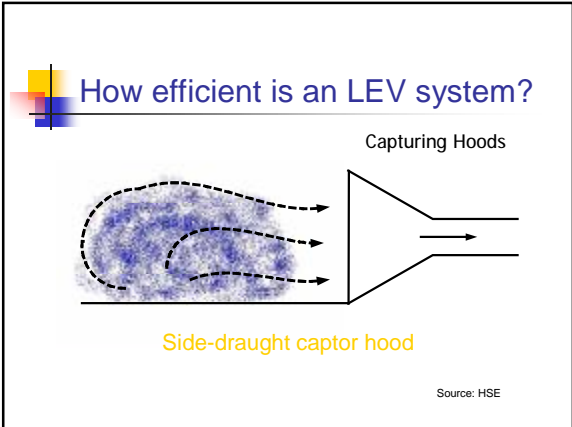 How efficient is an LEV system?
Capturing Hoods
Side-draught captor hood
Source: HSE